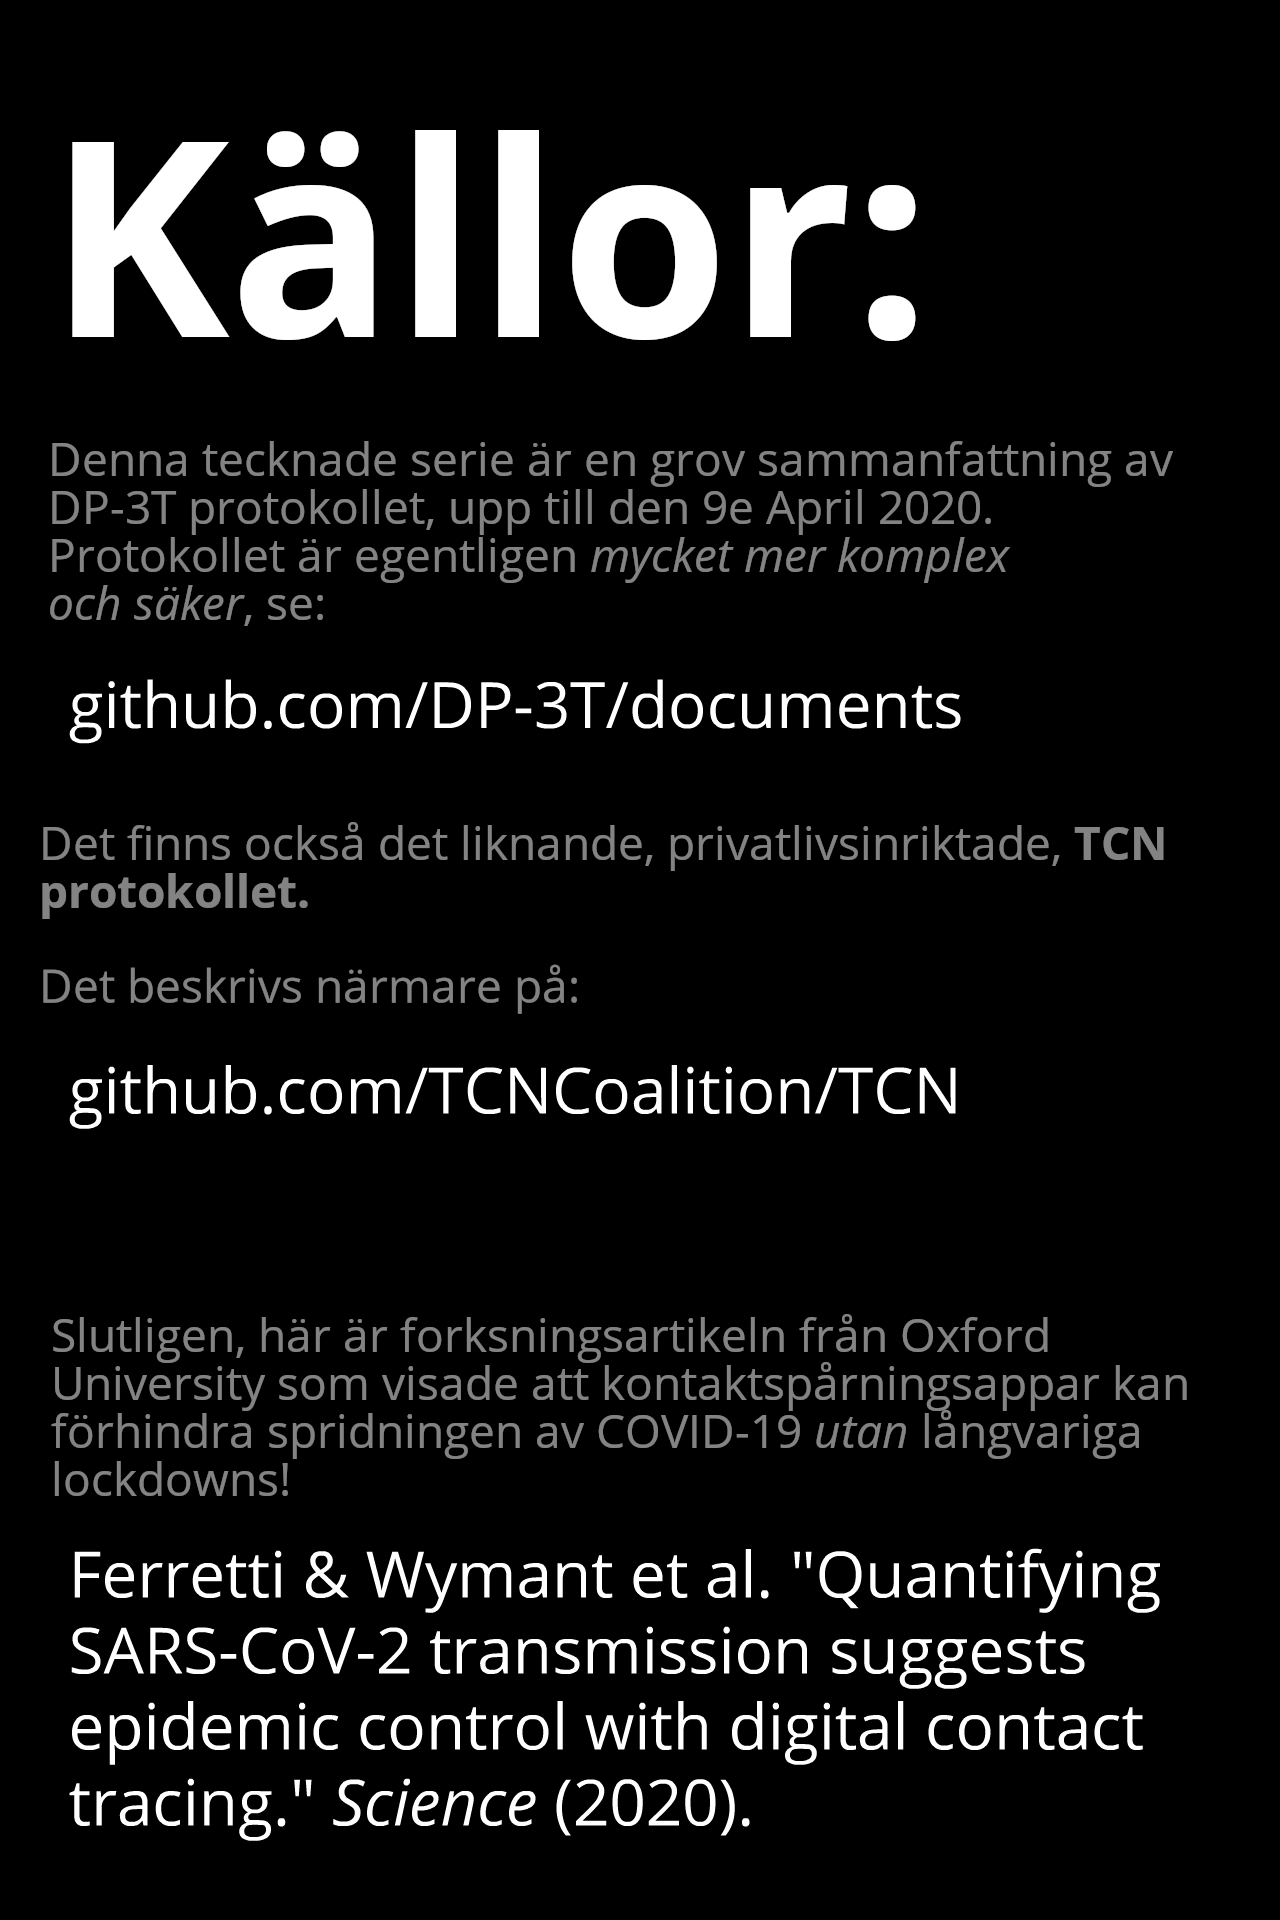 Källor:
Denna tecknade serie är en grov sammanfattning av
DP-3T protokollet, upp till den 9e April 2020.
Protokollet är egentligen mycket mer komplex
och säker, se:
github.com/DP-3T/documents
Det finns också det liknande, privatlivsinriktade, TCN
protokollet.
Det beskrivs närmare på:
github.com/TCNCoalition/TCN
Slutligen, här är forksningsartikeln från Oxford
University som visade att kontaktspårningsappar kan
förhindra spridningen av COVID-19 utan långvariga
lockdowns!
Ferretti & Wymant et al. "Quantifying
SARS-CoV-2 transmission suggests
epidemic control with digital contact
tracing." Science (2020).